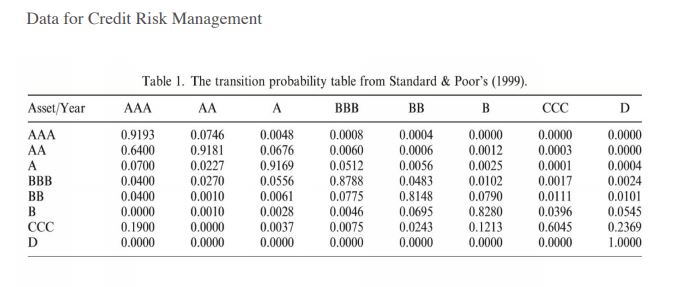 Data for Credit Risk Management
Table 1. The transition probability table from Standard & Poor's (1999).
Asset/Year AAA AA A BBB BB B CCC D
AAA 0.9193 0.0746 0.0048 0.0008 0.0004 0.0000 0.0000 0.0000
AA 0.6400 0.9181 0.0676 0.0060 0.0006 0.0012 0.0003 0.0000
A 0.0700 0.0227 0.9169 0.0512 0.0056 0.0025 0.0001 0.0004
BBB 0.0400 0.0270 0.0556 0.8788 0.0483 0.0102 0.0017 0.0024
BB 0.0400 0.0010 0.0061 0.0775 0.8148 0.0790 0.0111 0.0101
B 0.0000 0.0010 0.0028 0.0046 0.0695 0.8280 0.0396 0.0545
CCC 0.1900 0.0000 0.0037 0.0075 0.0243 0.1213 0.6045 0.2369
D 0.0000 0.0000 0.0000 0.0000 0.0000 0.0000 0.0000 1.0000